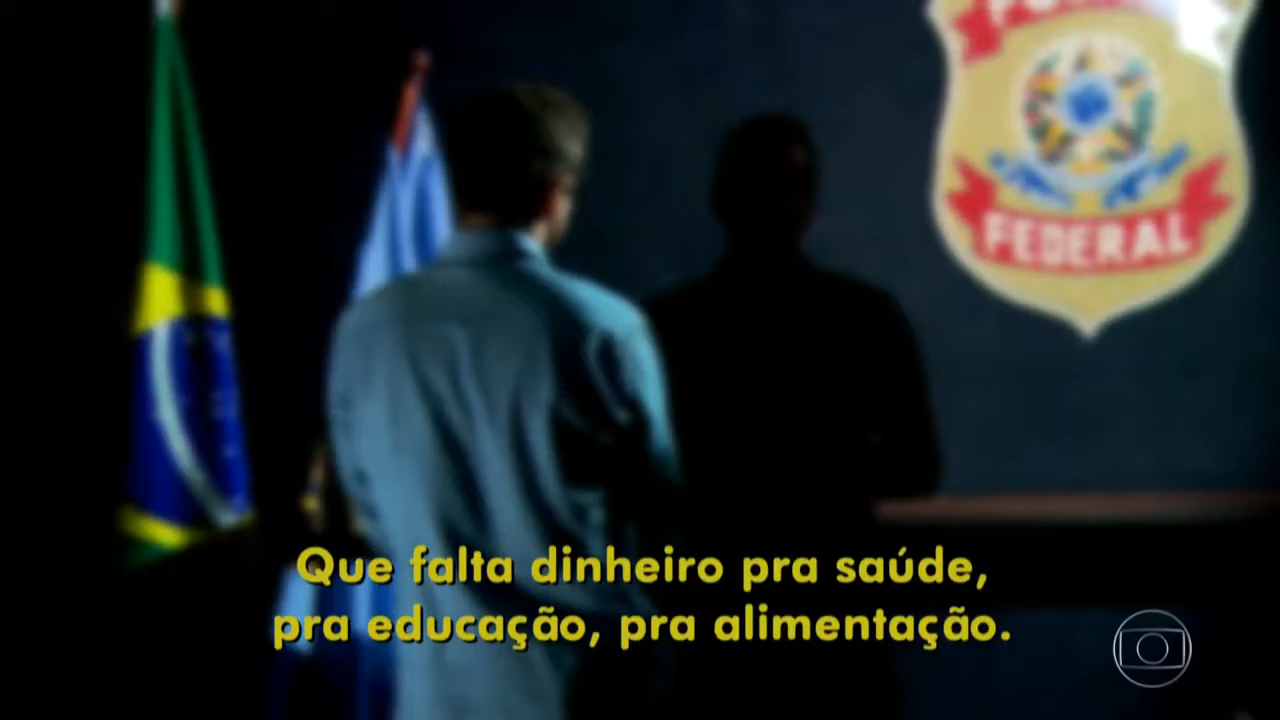 FEDERAL
Que falta dinheiro pra saúde,
pra educação, pra alimentação.